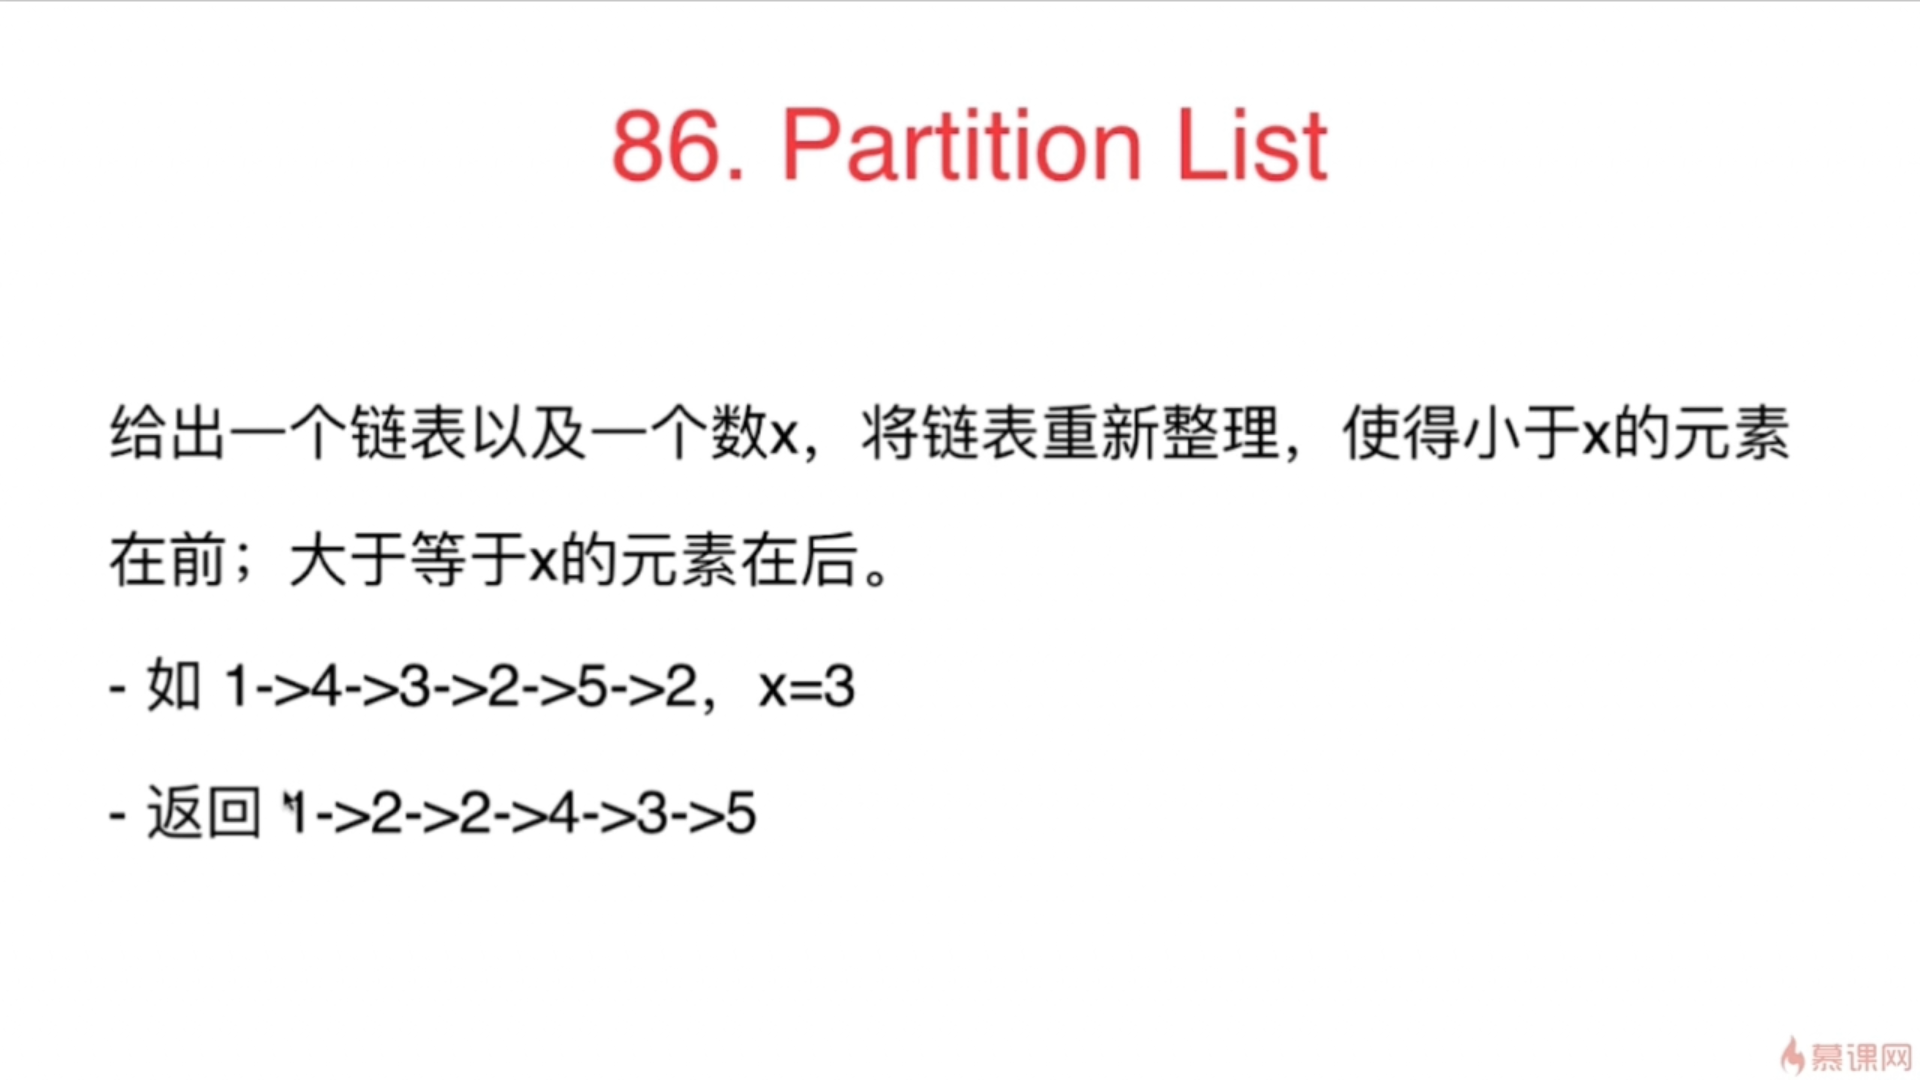 86. Partition List
给出一个链表以及一个数x，将链表重新整理，使得小于x的元素
在前；大于等于x的元素在后。
- 如 1->4->3->2->5->2，x=3
- 返回 1->2->2->4->3->5
慕课网